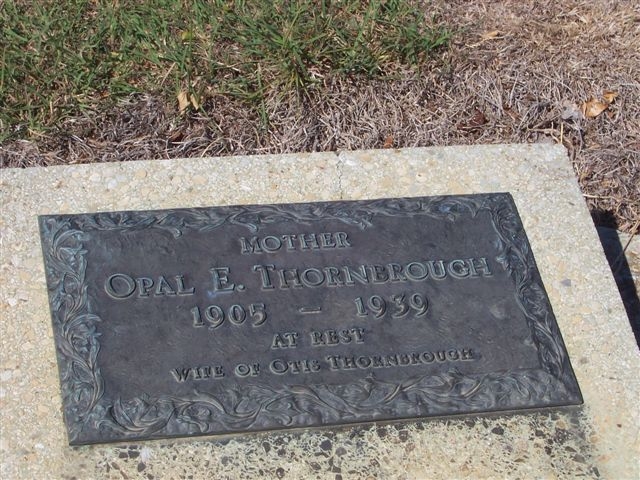 MOTHER
OPAL E. THORNBROUGH
1905 – 1939
AT REST
WIFE OF OTIS THORNBROUGH